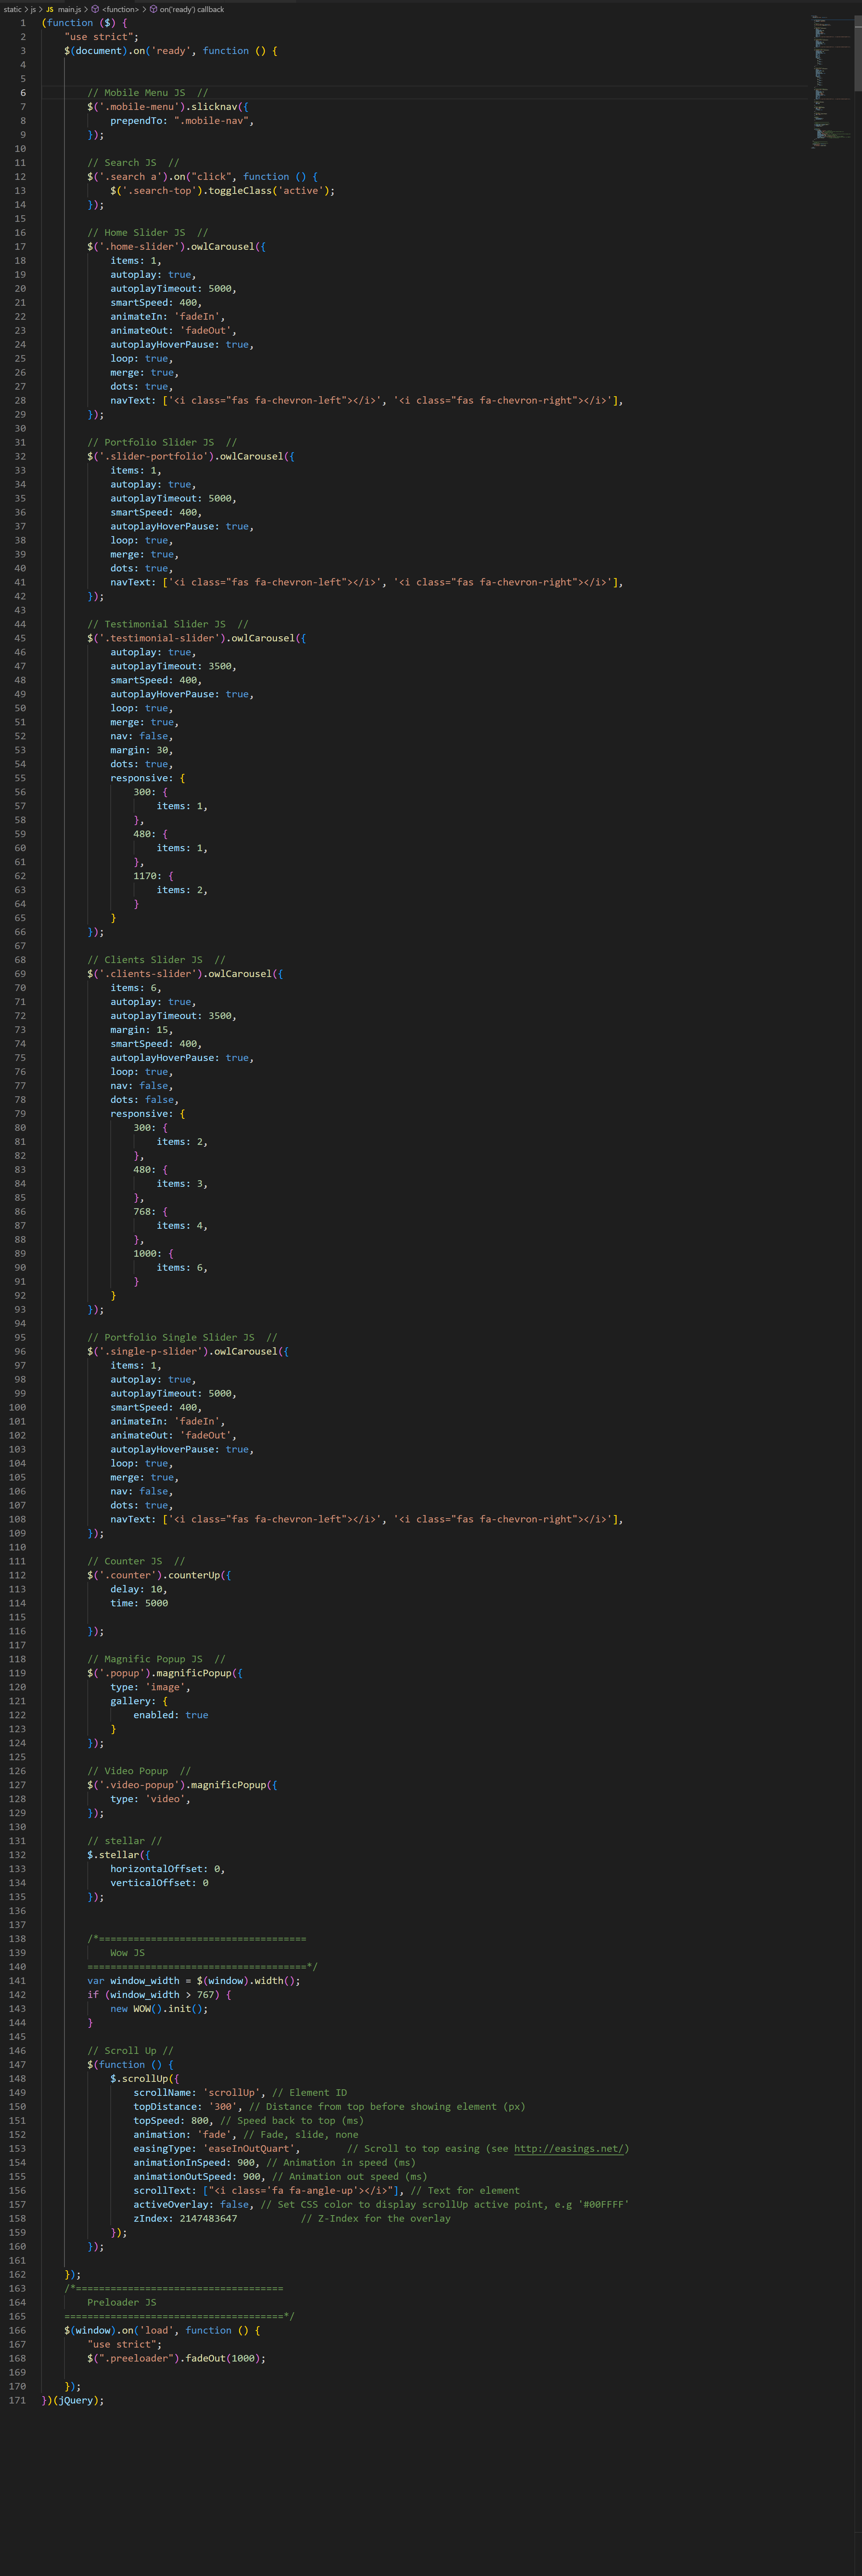 static > js > JS main.js > <function> > on('ready') callback
1 (function ($) {
2     "use strict";
3     $(document).on('ready', function () {
4
5
6         // Mobile Menu JS  //
7         $('.mobile-menu').slicknav({
8             prependTo: ".mobile-nav",
9         });
10
11         // Search JS  //
12         $('.search a').on("click", function () {
13             $('.search-top').toggleClass('active');
14         });
15
16         // Home Slider JS  //
17         $('.home-slider').owlCarousel({
18             items: 1,
19             autoplay: true,
20             autoplayTimeout: 5000,
21             smartSpeed: 400,
22             animateIn: 'fadeIn',
23             animateOut: 'fadeOut',
24             autoplayHoverPause: true,
25             loop: true,
26             merge: true,
27             dots: true,
28             navText: ['<i class="fas fa-chevron-left"></i>', '<i class="fas fa-chevron-right"></i>'],
29         });
30
31         // Portfolio Slider JS  //
32         $('.slider-portfolio').owlCarousel({
33             items: 1,
34             autoplay: true,
35             autoplayTimeout: 5000,
36             smartSpeed: 400,
37             autoplayHoverPause: true,
38             loop: true,
39             merge: true,
40             dots: true,
41             navText: ['<i class="fas fa-chevron-left"></i>', '<i class="fas fa-chevron-right"></i>'],
42         });
43
44         // Testimonial Slider JS  //
45         $('.testimonial-slider').owlCarousel({
46             autoplay: true,
47             autoplayTimeout: 3500,
48             smartSpeed: 400,
49             autoplayHoverPause: true,
50             loop: true,
51             merge: true,
52             nav: false,
53             margin: 30,
54             dots: true,
55             responsive: {
56                 300: {
57                     items: 1,
58                 },
59                 480: {
60                     items: 1,
61                 },
62                 1170: {
63                     items: 2,
64                 }
65             }
66         });
67
68         // Clients Slider JS  //
69         $('.clients-slider').owlCarousel({
70             items: 6,
71             autoplay: true,
72             autoplayTimeout: 3500,
73             margin: 15,
74             smartSpeed: 400,
75             autoplayHoverPause: true,
76             loop: true,
77             nav: false,
78             dots: false,
79             responsive: {
80                 300: {
81                     items: 2,
82                 },
83                 480: {
84                     items: 3,
85                 },
86                 768: {
87                     items: 4,
88                 },
89                 1000: {
90                     items: 6,
91                 }
92             }
93         });
94
95         // Portfolio Single Slider JS  //
96         $('.single-p-slider').owlCarousel({
97             items: 1,
98             autoplay: true,
99             autoplayTimeout: 5000,
100             smartSpeed: 400,
101             animateIn: 'fadeIn',
102             animateOut: 'fadeOut',
103             autoplayHoverPause: true,
104             loop: true,
105             merge: true,
106             nav: false,
107             dots: true,
108             navText: ['<i class="fas fa-chevron-left"></i>', '<i class="fas fa-chevron-right"></i>'],
109         });
110
111         // Counter JS  //
112         $('.counter').counterUp({
113             delay: 10,
114             time: 5000
115
116         });
117
118         // Magnific Popup JS  //
119         $('.popup').magnificPopup({
120             type: 'image',
121             gallery: {
122                 enabled: true
123             }
124         });
125
126         // Video Popup  //
127         $('.video-popup').magnificPopup({
128             type: 'video',
129         });
130
131         // stellar //
132         $.stellar({
133             horizontalOffset: 0,
134             verticalOffset: 0
135         });
136
137
138         /*====================================
139             Wow JS
140         ======================================*/
141         var window_width = $(window).width();
142         if (window_width > 767) {
143             new WOW().init();
144         }
145
146         // Scroll Up //
147         $(function () {
148             $.scrollUp({
149                 scrollName: 'scrollUp', // Element ID
150                 topDistance: '300', // Distance from top before showing element (px)
151                 topSpeed: 800, // Speed back to top (ms)
152                 animation: 'fade', // Fade, slide, none
153                 easingType: 'easeInOutQuart',        // Scroll to top easing (see http://easings.net/)
154                 animationInSpeed: 900, // Animation in speed (ms)
155                 animationOutSpeed: 900, // Animation out speed (ms)
156                 scrollText: ["<i class='fa fa-angle-up'></i>"], // Text for element
157                 activeOverlay: false, // Set CSS color to display scrollUp active point, e.g '#00FFFF'
158                 zIndex: 2147483647           // Z-Index for the overlay
159             });
160         });
161
162     });
163     /*====================================
164         Preloader JS
165     ======================================*/
166     $(window).on('load', function () {
167         "use strict";
168         $(".preeloader").fadeOut(1000);
169
170     });
171 })(jQuery);